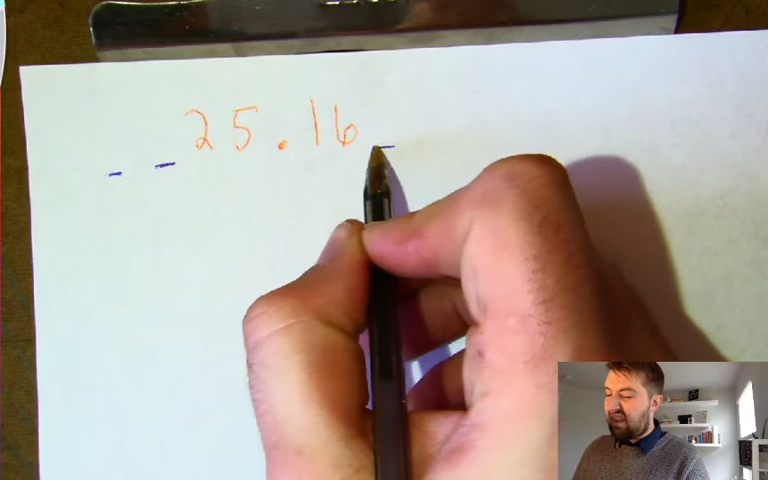 _ _ 25.16 _